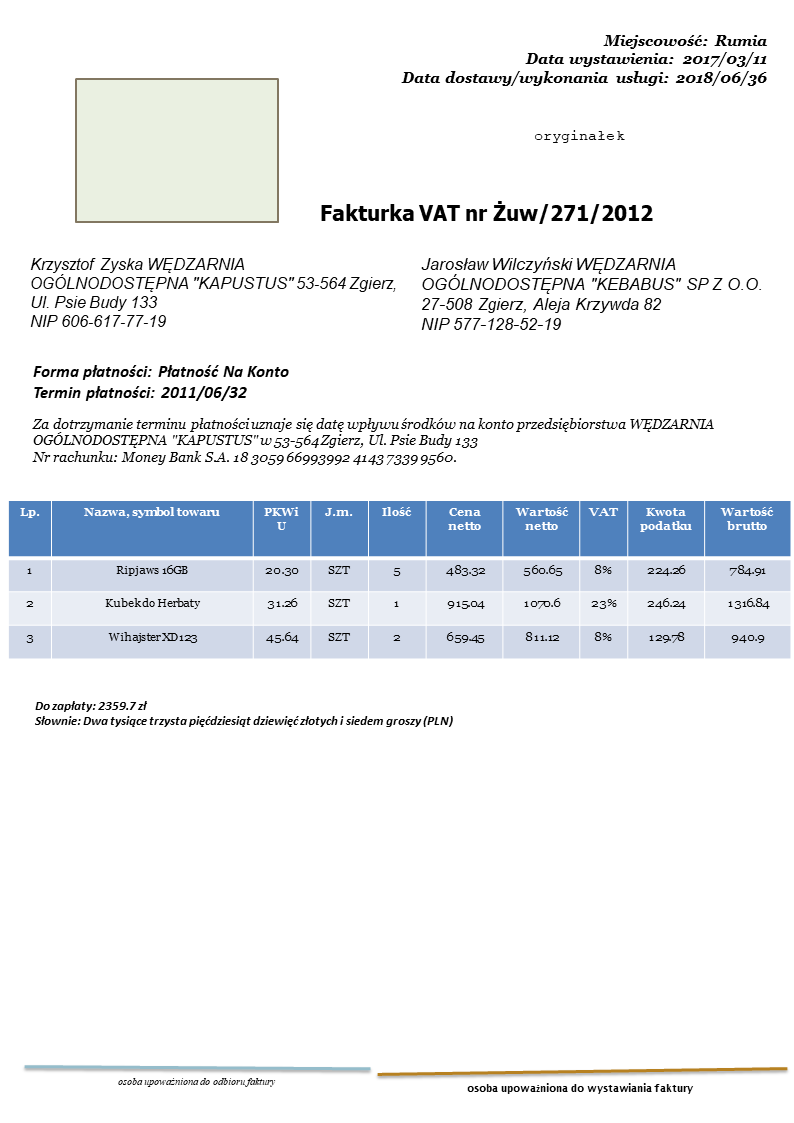 Miejscowość: Rumia
Data wystawienia: 2017/03/11
Data dostawy/wykonania usługi: 2018/06/36
oryginałek
Fakturka VAT nr Żuw/271/2012
Krzysztof Zyska WĘDZARNIA
OGÓLNODOSTĘPNA "KAPUSTUS" 53-564 Zgierz,
Ul. Psie Budy 133
NIP 606-617-77-19
Jarosław Wilczyński WĘDZARNIA
OGÓLNODOSTĘPNA "KEBABUS" SP Z O.O.
27-508 Zgierz, Aleja Krzywda 82
NIP 577-128-52-19
Forma płatności: Płatność Na Konto
Termin płatności: 2011/06/32
Za dotrzymanie terminu płatności uznaje się datę wpływu środków na konto przedsiębiorstwa WĘDZARNIA
OGÓLNODOSTĘPNA "KAPUSTUS" w 53-564 Zgierz, Ul. Psie Budy 133
Nr rachunku: Money Bank S.A. 18 3059 6699 3992 4143 7339 9560.
Lp. Nazwa, symbol towaru PKWi J.m. Ilość Cena Wartość VAT Kwota Wartość
U netto netto podatku brutto
1 Ripjaws 16GB 20.30 SZT 5 483.32 560.65 8% 224.26 784.91
2 Kubek do Herbaty 31.26 SZT 1 915.04 1070.6 23% 246.24 1316.84
3 Wihajster XD123 45.64 SZT 2 659.45 811.12 8% 129.78 940.9
Do zapłaty: 2359.7 zł
Słownie: Dwa tysiące trzysta pięćdziesiąt dziewięć złotych i siedem groszy (PLN)
osoba upoważniona do odbioru faktury
osoba upoważniona do wystawiania faktury